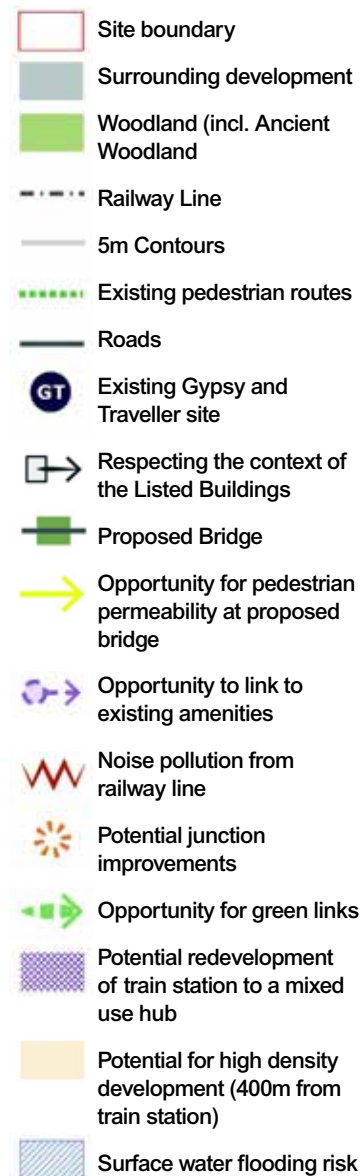 Site boundary
Surrounding development
Woodland (incl. Ancient
Woodland
Railway Line
5m Contours
Existing pedestrian routes
Roads
GT
Existing Gypsy and
Traveller site
Respecting the context of
the Listed Buildings
Proposed Bridge
Opportunity for pedestrian
permeability at proposed
bridge
Opportunity to link to
existing amenities
Noise pollution from
railway line
Potential junction
improvements
Opportunity for green links
Potential redevelopment
of train station to a mixed
use hub
Potential for high density
development (400m from
train station)
Surface water flooding risk